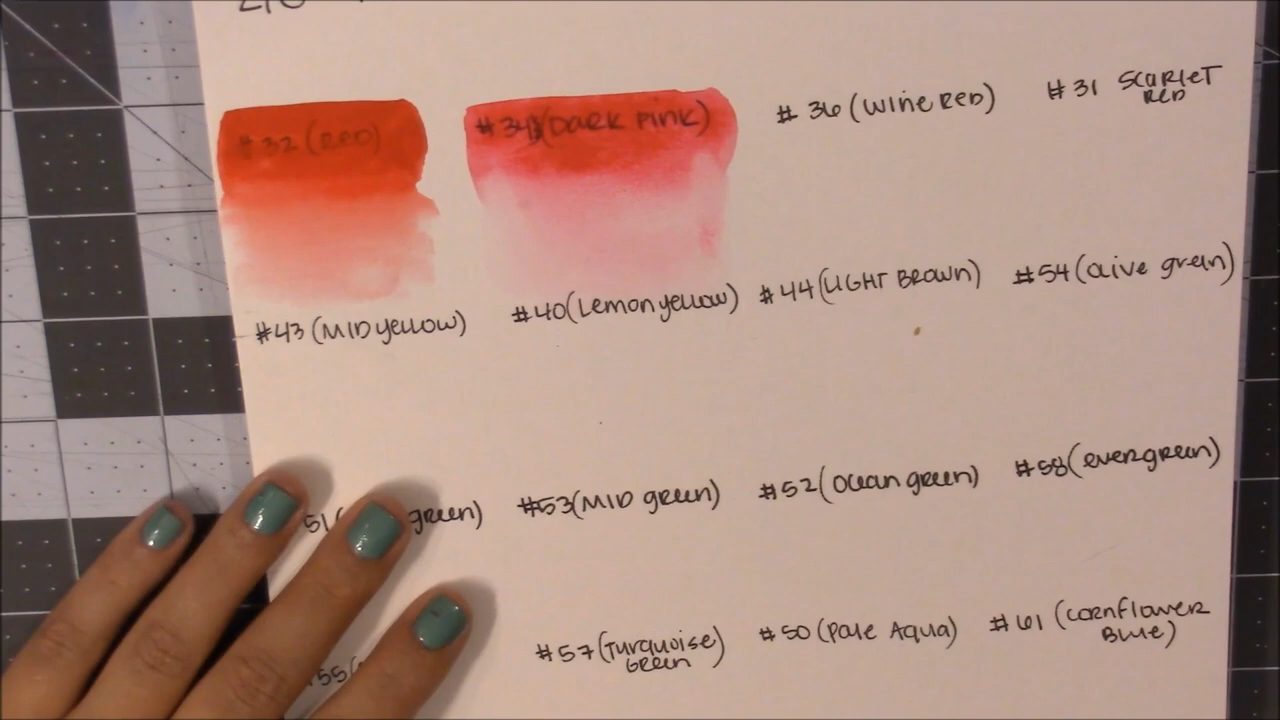 #32 (RED)
(DARK PINK)
#36 (WINE RED)
#31 SCARLET
RED
#43 (MID yellow)
#40 (Lemon yellow)
#44 (LIGHT BROWN)
#54 (Olive green)
51 ( green)
#53 (MID green)
#52 (Ocean green)
#58 (evergreen)
55 (
#57 (Turquoise
Green)
#50 (Pale Aqua)
#61 (Cornflower
Blue)